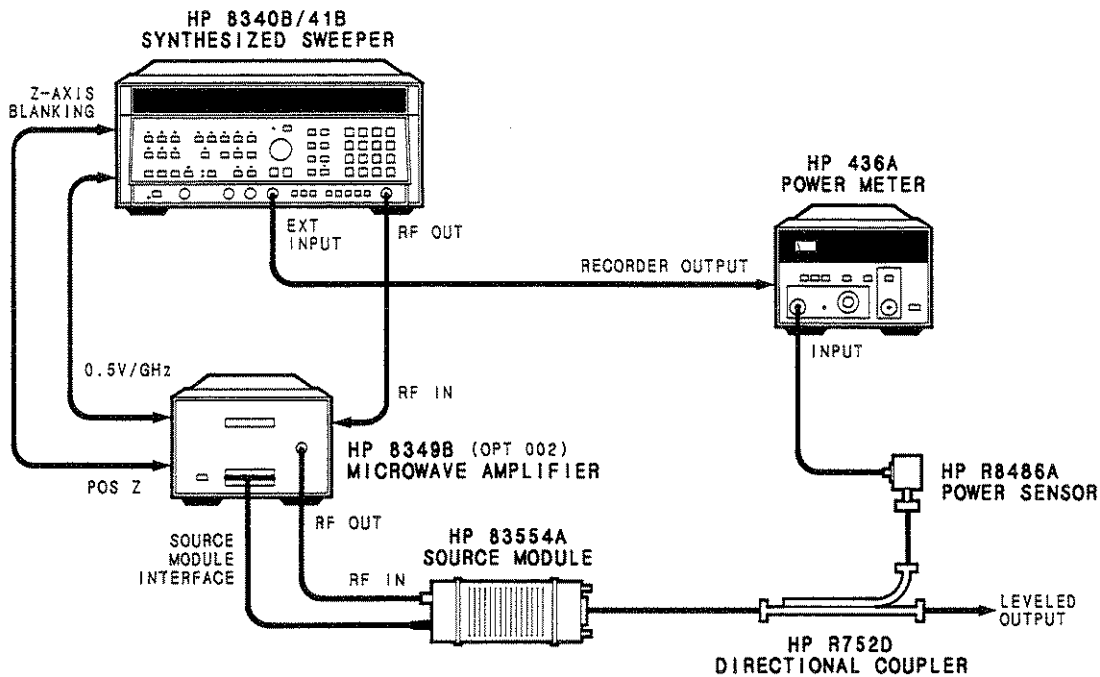 HP 8340B/41B
SYNTHESIZED SWEEPER
Z-AXIS
BLANKING
HP 436A
POWER METER
EXT
INPUT
RF OUT
RECORDER OUTPUT
INPUT
0.5V/GHz
RF IN
HP 8349B (OPT 002)
MICROWAVE AMPLIFIER
HP R8486A
POWER SENSOR
POS Z
RF OUT
SOURCE
MODULE
INTERFACE
HP 83554A
SOURCE MODULE
RF IN
LEVELED
OUTPUT
HP R752D
DIRECTIONAL COUPLER